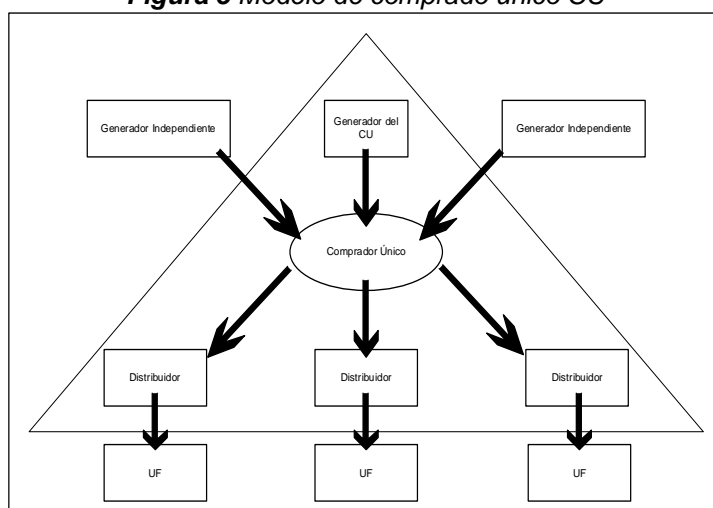 Figura 3 Modelo de comprado único CU
Generador Independiente
Generador del
CU
Generador Independiente
Comprador Único
Distribuidor
Distribuidor
Distribuidor
UF
UF
UF